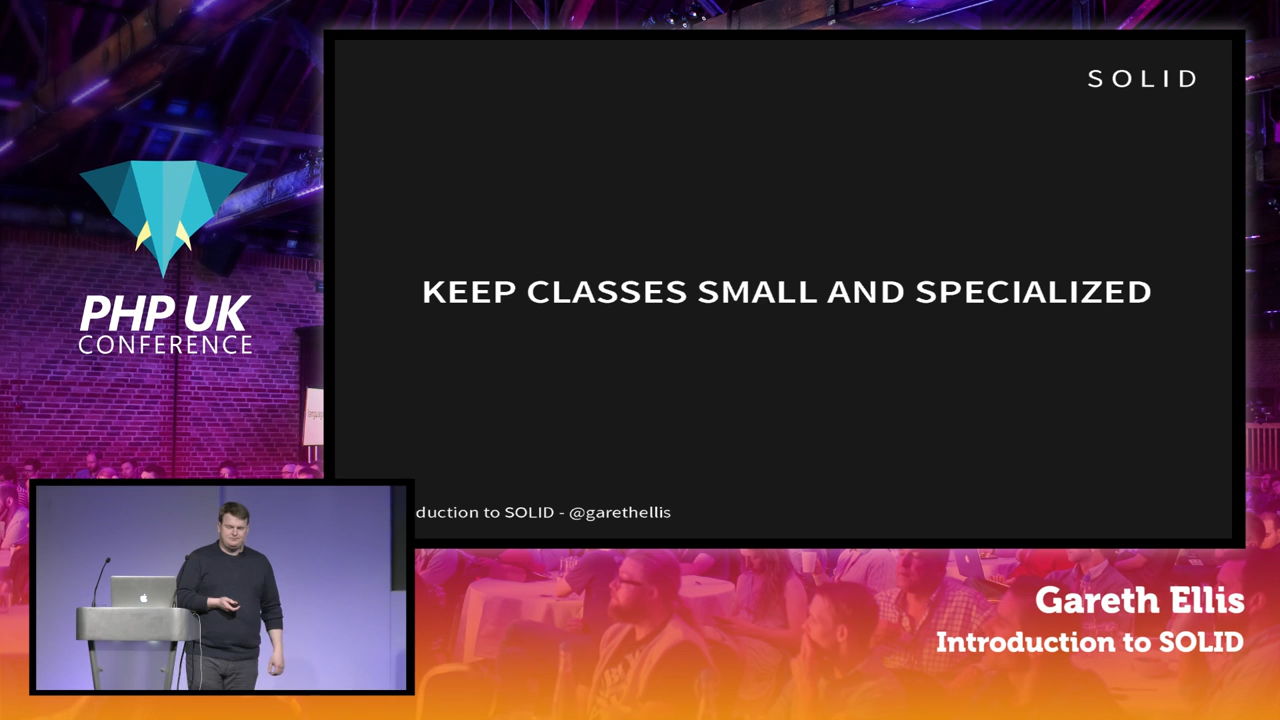 SOLID
KEEP CLASSES SMALL AND SPECIALIZED
duction to SOLID - @garethellis
PHP UK
CONFERENCE
Gareth Ellis
Introduction to SOLID